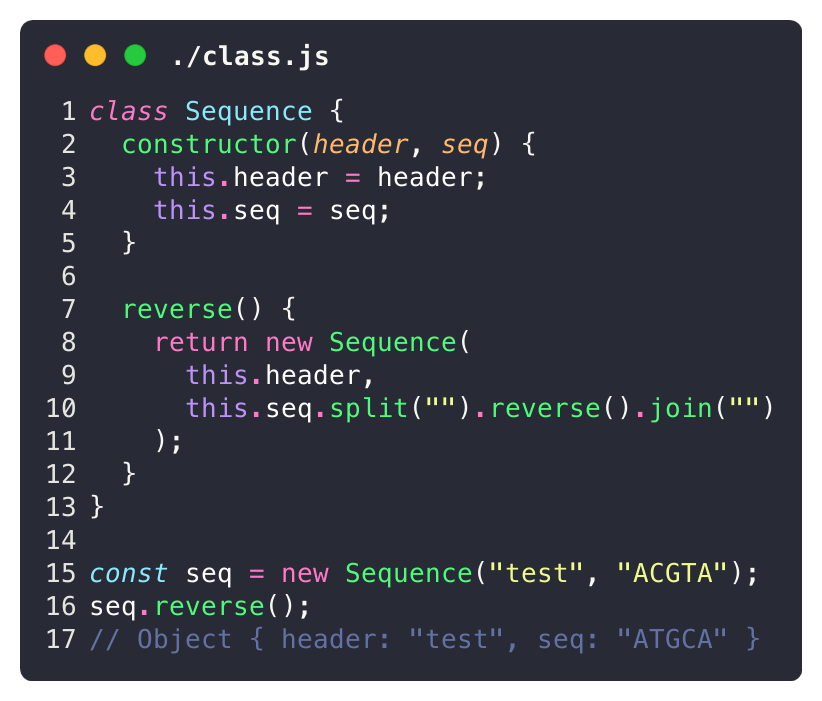 ./class.js
1 class Sequence {
2   constructor(header, seq) {
3     this.header = header;
4     this.seq = seq;
5   }
6
7   reverse() {
8     return new Sequence(
9       this.header,
10       this.seq.split("").reverse().join("")
11     );
12   }
13 }
14
15 const seq = new Sequence("test", "ACGTA");
16 seq.reverse();
17 // Object { header: "test", seq: "ATGCA" }